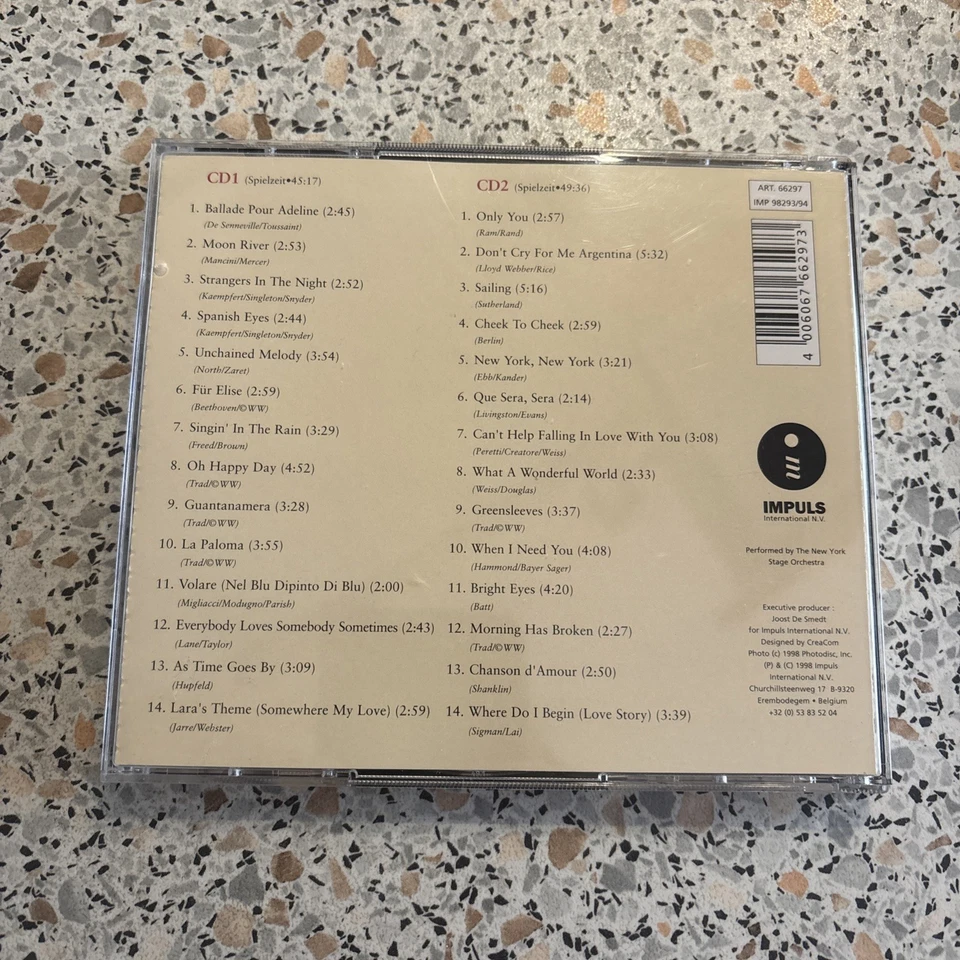 CD1 (Spielzeit•45:17)
1. Ballade Pour Adeline (2:45)
(De Senneville/Toussaint)
2. Moon River (2:53)
(Mancini/Mercer)
3. Strangers In The Night (2:52)
(Kaempfert/Singleton/Snyder)
4. Spanish Eyes (2:44)
(Kaempfert/Singleton/Snyder)
5. Unchained Melody (3:54)
(North/Zaret)
6. Für Elise (2:59)
(Beethoven/©WW)
7. Singin' In The Rain (3:29)
(Freed/Brown)
8. Oh Happy Day (4:52)
(Trad/©WW)
9. Guantanamera (3:28)
(Trad/©WW)
10. La Paloma (3:55)
(Trad/©WW)
11. Volare (Nel Blu Dipinto Di Blu) (2:00)
(Migliacci/Modugno/Parish)
12. Everybody Loves Somebody Sometimes (2:43)
(Lane/Taylor)
13. As Time Goes By (3:09)
(Hupfeld)
14. Lara's Theme (Somewhere My Love) (2:59)
(Jarre/Webster)
CD2 (Spielzeit•49:36)
1. Only You (2:57)
(Ram/Rand)
2. Don't Cry For Me Argentina (5:32)
(Lloyd Webber/Rice)
3. Sailing (5:16)
(Sutherland)
4. Cheek To Cheek (2:59)
(Berlin)
5. New York, New York (3:21)
(Ebb/Kander)
6. Que Sera, Sera (2:14)
(Livingston/Evans)
7. Can't Help Falling In Love With You (3:08)
(Peretti/Creatore/Weiss)
8. What A Wonderful World (2:33)
(Weiss/Douglas)
9. Greensleeves (3:37)
(Trad/©WW)
10. When I Need You (4:08)
(Hammond/Bayer Sager)
11. Bright Eyes (4:20)
(Batt)
12. Morning Has Broken (2:27)
(Trad/©WW)
13. Chanson d'Amour (2:50)
(Shanklin)
14. Where Do I Begin (Love Story) (3:39)
(Sigman/Lai)
ART. 66297
IMP 98293/94
4 006067 662973
im
IMPULS
International N.V.
Performed by The New York
Stage Orchestra
Executive producer :
Joost De Smedt
for Impuls International N.V.
Designed by CreaCom
Photo (c) 1998 Photodisc, Inc.
(P) & (C) 1998 Impuls
International N.V.
Churchillsteenweg 17 B-9320
Erembodegem • Belgium
+32 (0) 53 83 52 04